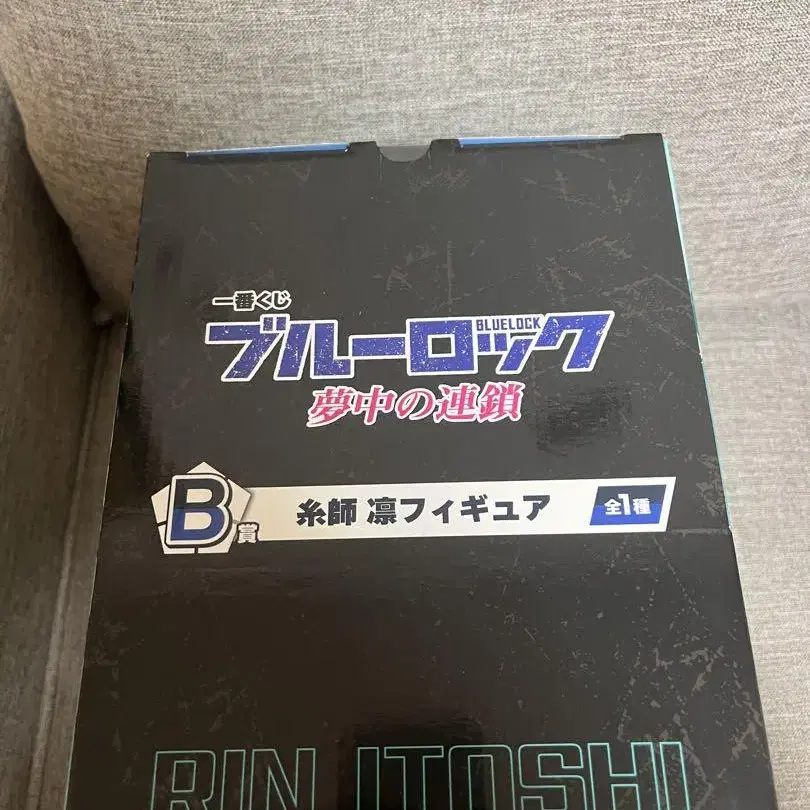 一番くじ
ブルーロック
BLUELOCK
夢中の連鎖
B賞 糸師 凛フィギュア 全1種
RIN ITOSHI